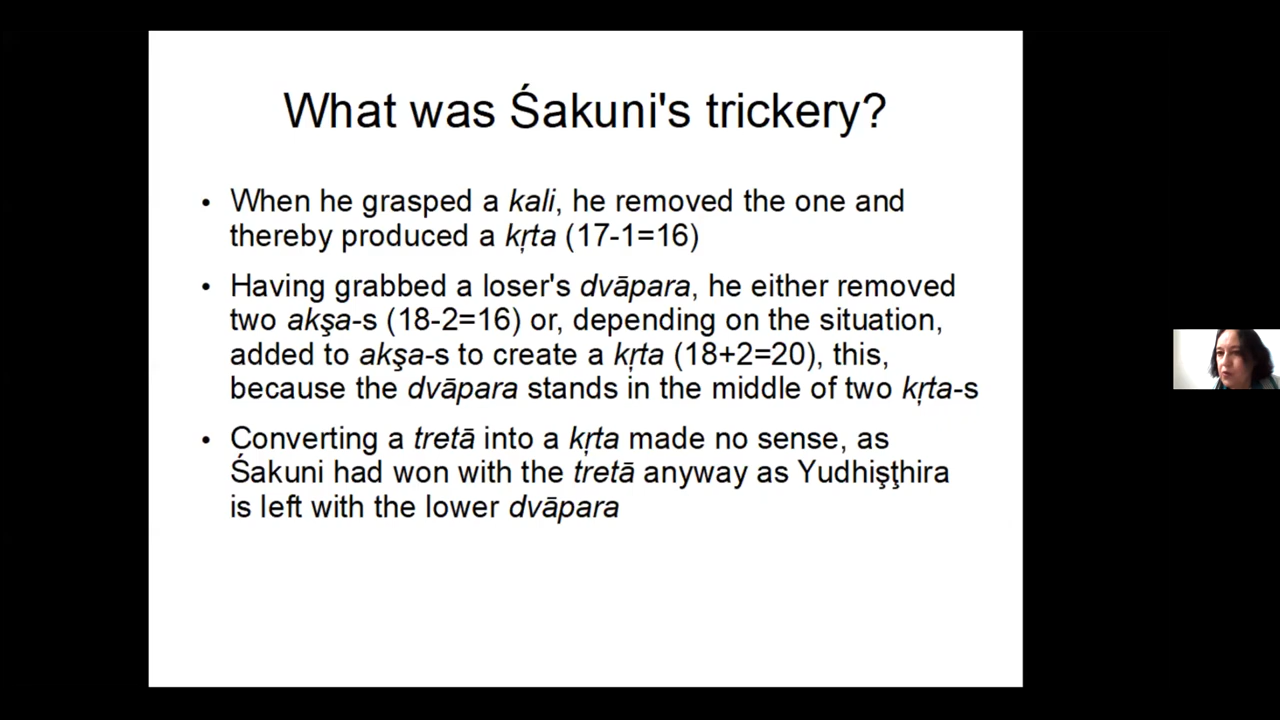 What was Śakuni's trickery?
• When he grasped a kali, he removed the one and
thereby produced a kṛta (17-1=16)
• Having grabbed a loser's dvāpara, he either removed
two akşa-s (18-2=16) or, depending on the situation,
added to akşa-s to create a kṛta (18+2=20), this,
because the dvāpara stands in the middle of two kṛta-s
• Converting a tretā into a kṛta made no sense, as
Śakuni had won with the tretā anyway as Yudhişţhira
is left with the lower dvāpara